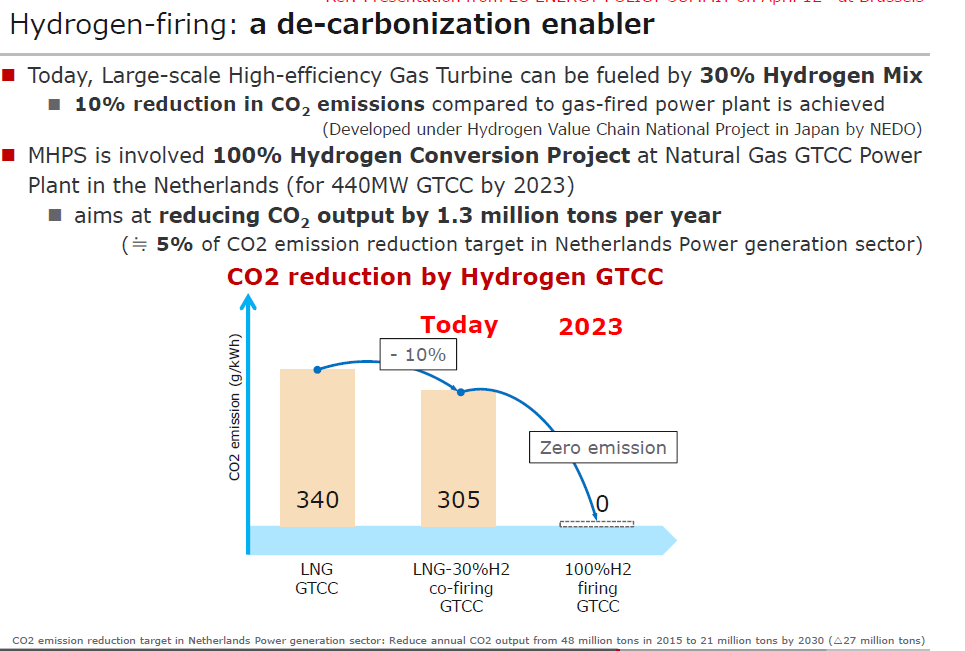 Hydrogen-firing: a de-carbonization enabler
■ Today, Large-scale High-efficiency Gas Turbine can be fueled by 30% Hydrogen Mix
■ 10% reduction in CO₂ emissions compared to gas-fired power plant is achieved
(Developed under Hydrogen Value Chain National Project in Japan by NEDO)
■ MHPS is involved 100% Hydrogen Conversion Project at Natural Gas GTCC Power
Plant in the Netherlands (for 440MW GTCC by 2023)
■ aims at reducing CO₂ output by 1.3 million tons per year
(≒ 5% of CO2 emission reduction target in Netherlands Power generation sector)
CO2 reduction by Hydrogen GTCC
Today
2023
- 10%
Zero emission
CO2 emission (g/kWh)
340
305
0
LNG
GTCC
LNG-30%H2
co-firing
GTCC
100%H2
firing
GTCC
CO2 emission reduction target in Netherlands Power generation sector: Reduce annual CO2 output from 48 million tons in 2015 to 21 million tons by 2030 (△27 million tons)